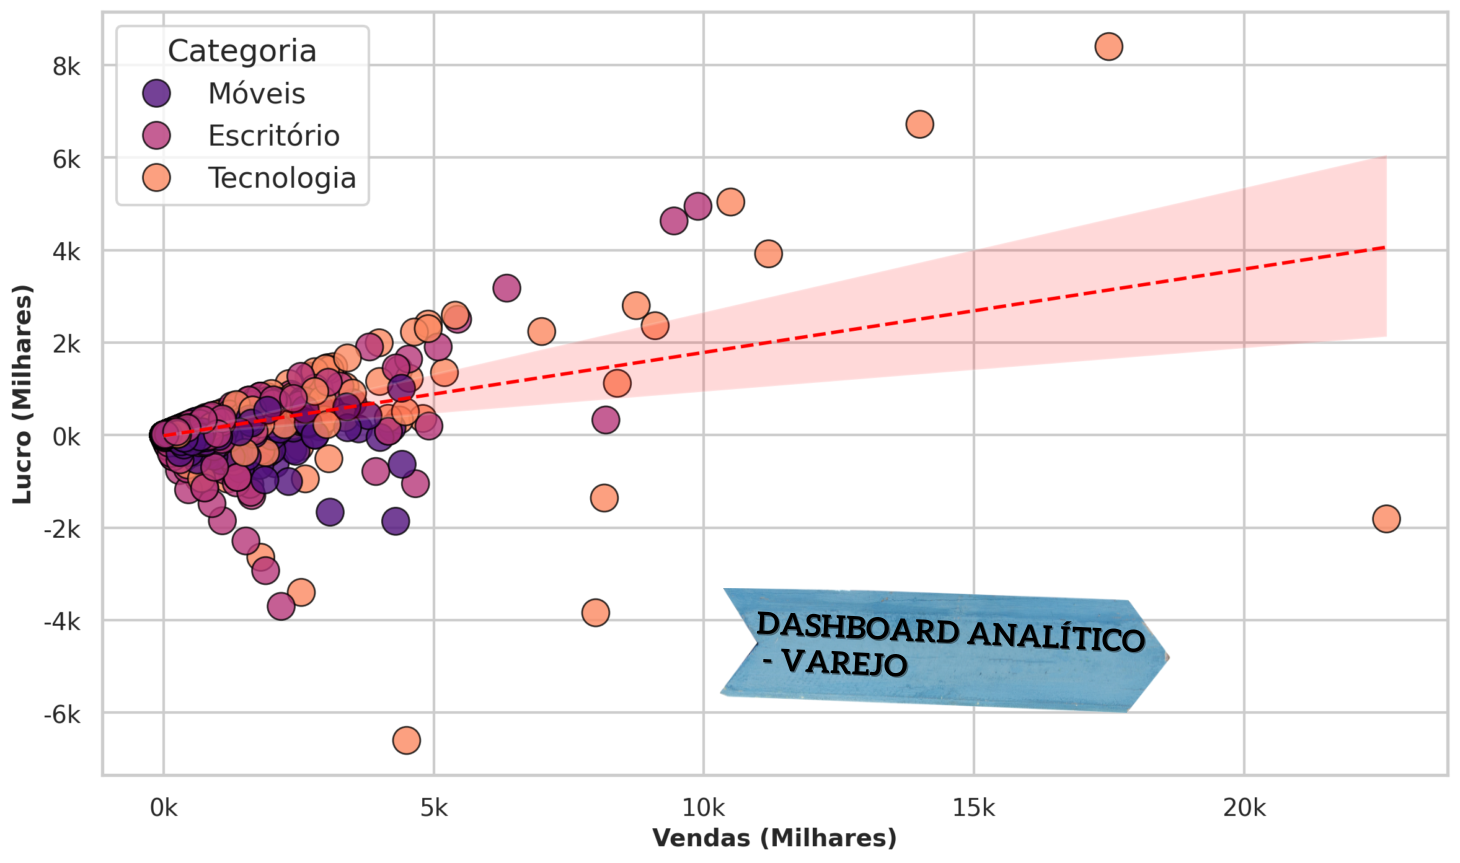 Categoria
Móveis
Escritório
Tecnologia
8k
6k
4k
2k
0k
-2k
-4k
-6k
Lucro (Milhares)
DASHBOARD ANALÍTICO
- VAREJO
0k
5k
10k
15k
20k
Vendas (Milhares)